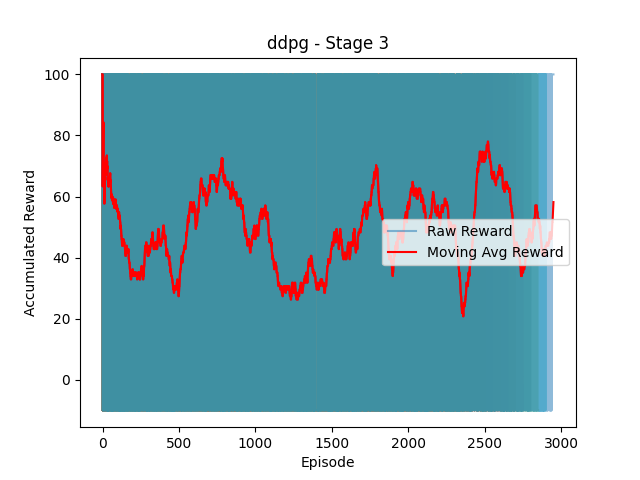 ddpg - Stage 3
Accumulated Reward
100
80
60
40
20
0
Raw Reward
Moving Avg Reward
0 500 1000 1500 2000 2500 3000
Episode